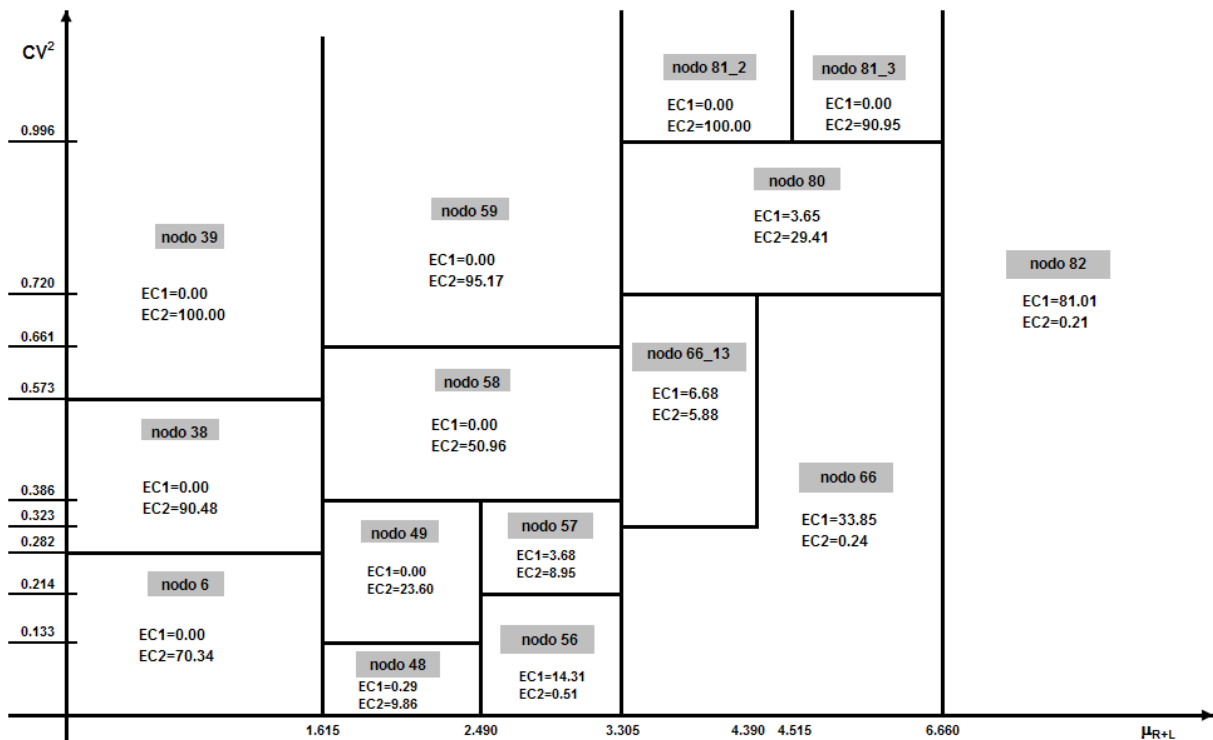 CV²
0.996
0.720
0.661
0.573
0.386
0.323
0.282
0.214
0.133
nodo 39
EC1=0.00
EC2=100.00
nodo 38
EC1=0.00
EC2=90.48
nodo 6
EC1=0.00
EC2=70.34
nodo 59
EC1=0.00
EC2=95.17
nodo 58
EC1=0.00
EC2=50.96
nodo 49
EC1=0.00
EC2=23.60
nodo 48
EC1=0.29
EC2=9.86
nodo 57
EC1=3.68
EC2=8.95
nodo 56
EC1=14.31
EC2=0.51
nodo 81_2
EC1=0.00
EC2=100.00
nodo 81_3
EC1=0.00
EC2=90.95
nodo 80
EC1=3.65
EC2=29.41
nodo 66_13
EC1=6.68
EC2=5.88
nodo 66
EC1=33.85
EC2=0.24
nodo 82
EC1=81.01
EC2=0.21
1.615 2.490 3.305 4.390 4.515 6.660 μR+L